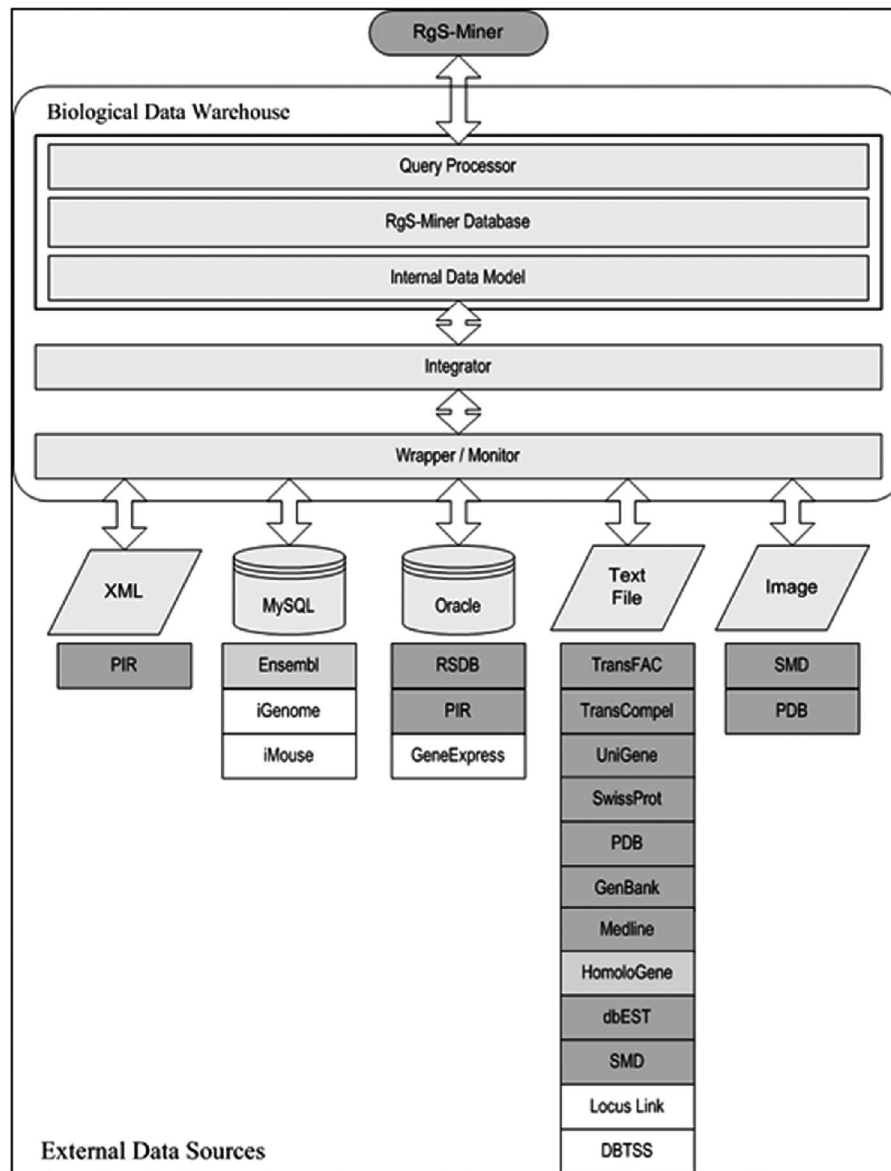 RgS-Miner
Biological Data Warehouse
Query Processor
RgS-Miner Database
Internal Data Model
Integrator
Wrapper / Monitor
XML
MySQL
Oracle
Text
File
Image
PIR
Ensembl
iGenome
iMouse
RSDB
PIR
GeneExpress
TransFAC
TransCompel
UniGene
SwissProt
PDB
GenBank
Medline
HomoloGene
dbEST
SMD
Locus Link
DBTSS
SMD
PDB
External Data Sources